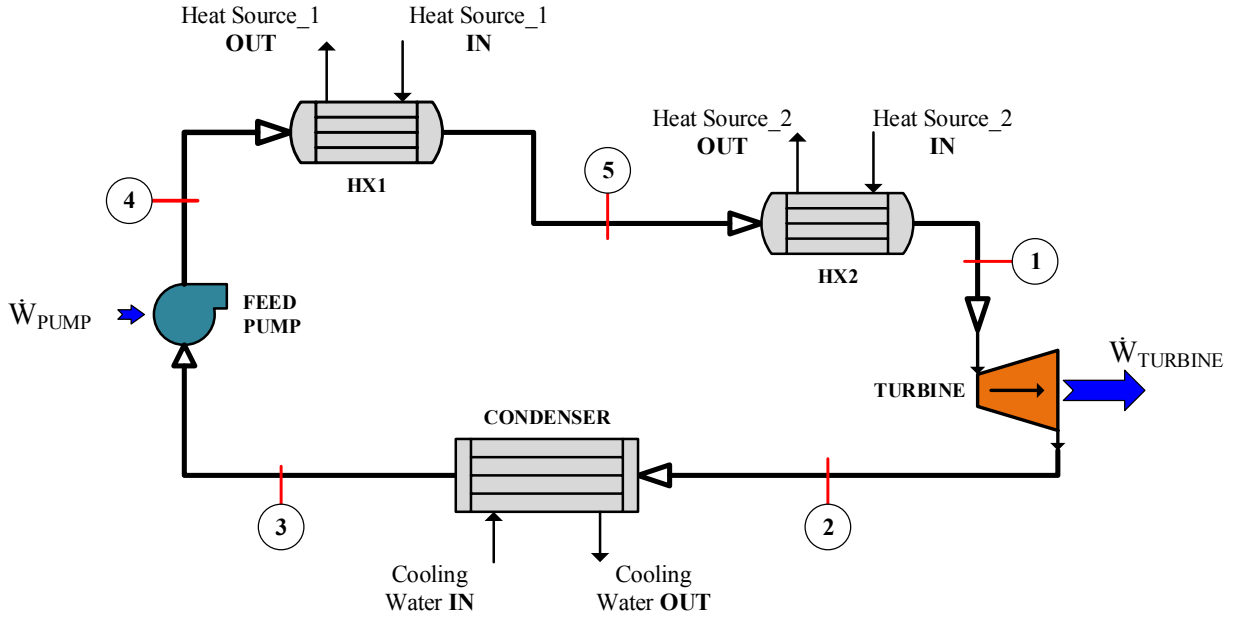 Heat Source_1
OUT
Heat Source_1
IN
HX1
Heat Source_2
OUT
Heat Source_2
IN
HX2
5
4
1
ẆPUMP
FEED
PUMP
ẆTURBINE
TURBINE
CONDENSER
3
2
Cooling
Water IN
Cooling
Water OUT